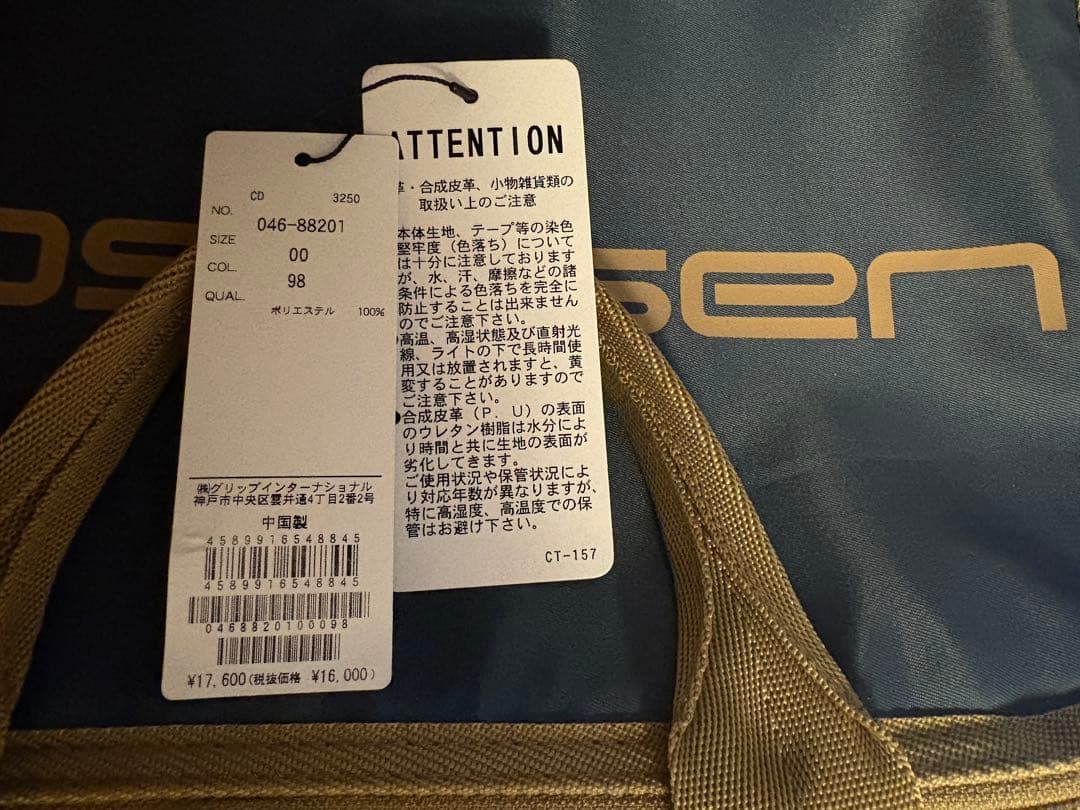 CD 3250
NO. 046-88201
SIZE 00
COL. 98
QUAL.
ポリエステル 100%
㈱グリップインターナショナル
神戸市中央区雲井通4丁目2番2号
中国製
4589916548845
4589916548845
0468820100098
¥17,600(税抜価格 ¥16,000)
ATTENTION
革・合成皮革、小物雑貨類の
取扱い上のご注意
本体生地、テープ等の染色
堅牢度（色落ち）について
は十分に注意しております
が、水、汗、摩擦などの諸
条件による色落ちを完全に
防止することは出来ません
のでご注意下さい。
●高温、高湿状態及び直射光
線、ライトの下で長時間使
用又は放置されますと、黄
変することがありますので
ご注意下さい。
●合成皮革（P．U）の表面
のウレタン樹脂は水分によ
り時間と共に生地の表面が
劣化してきます。
ご使用状況や保管状況によ
り対応年数が異なりますが、
特に高湿度、高温度での保
管はお避け下さい。
CT-157
sen